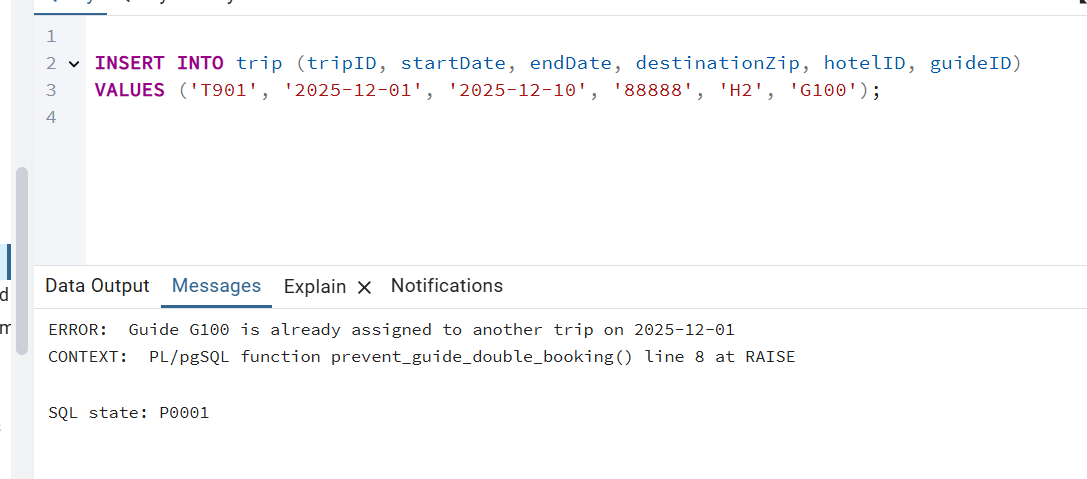 1
2 INSERT INTO trip (tripID, startDate, endDate, destinationZip, hotelID, guideID)
3 VALUES ('T901', '2025-12-01', '2025-12-10', '88888', 'H2', 'G100');
4
Data Output Messages Explain Notifications
ERROR:  Guide G100 is already assigned to another trip on 2025-12-01
CONTEXT:  PL/pgSQL function prevent_guide_double_booking() line 8 at RAISE
SQL state: P0001